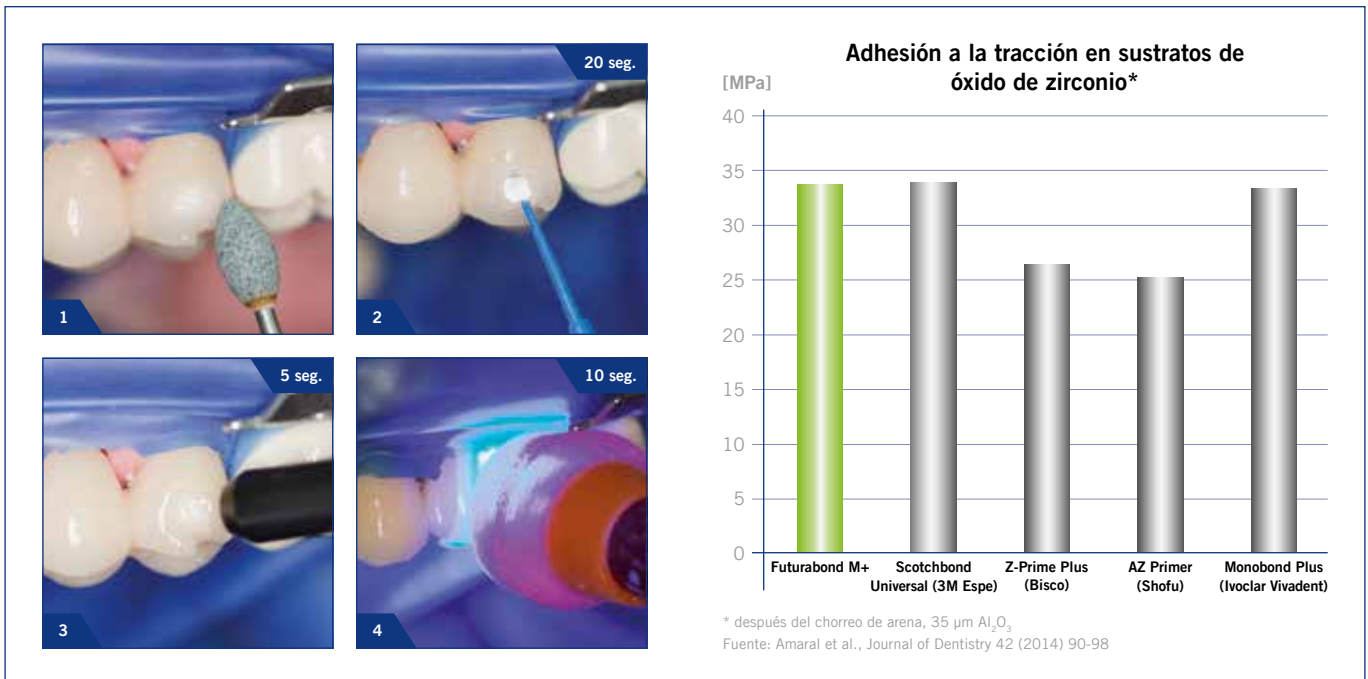 1
20 seg.
2
5 seg.
3
10 seg.
4
Adhesión a la tracción en sustratos de
óxido de zirconio*
[MPa]
40
35
30
25
20
15
10
5
0
Futurabond M+
Scotchbond
Universal (3M Espe)
Z-Prime Plus
(Bisco)
AZ Primer
(Shofu)
Monobond Plus
(Ivoclar Vivadent)
* después del chorreo de arena, 35 µm Al₂O₃
Fuente: Amaral et al., Journal of Dentistry 42 (2014) 90-98